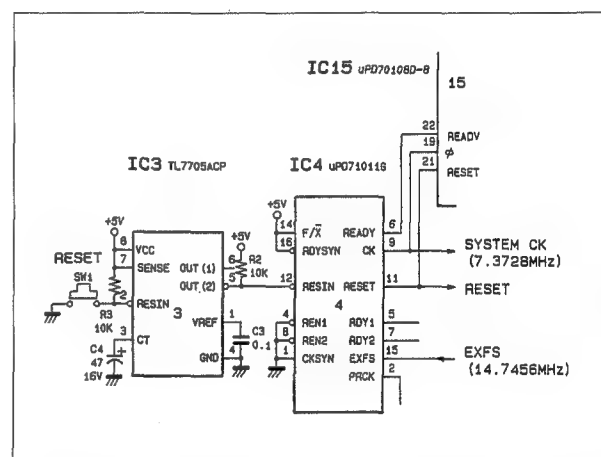 IC15 uPD70108D-8
15
22 READY
19 φ
21 RESET
IC3 TL7705ACP
IC4 uPD71011G
+5V
8 VCC
7 SENSE
RESET
SW1
2 RESIN
R3
10K
3 CT
C4
47
16V
3
OUT (1) 6
OUT (2) 5
+5V
R2
10K
VREF 1
C3
0.1
GND 4
+5V
14 F/X̅
16 RDYSYN
12 RESIN
4
4 REN1
8 REN2
1 CKSYN
READY 6
CK 9
RESET 11
RDY1 5
RDY2 7
EXFS 15
PRCK 2
SYSTEM CK
(7.3728MHz)
RESET
EXFS
(14.7456MHz)